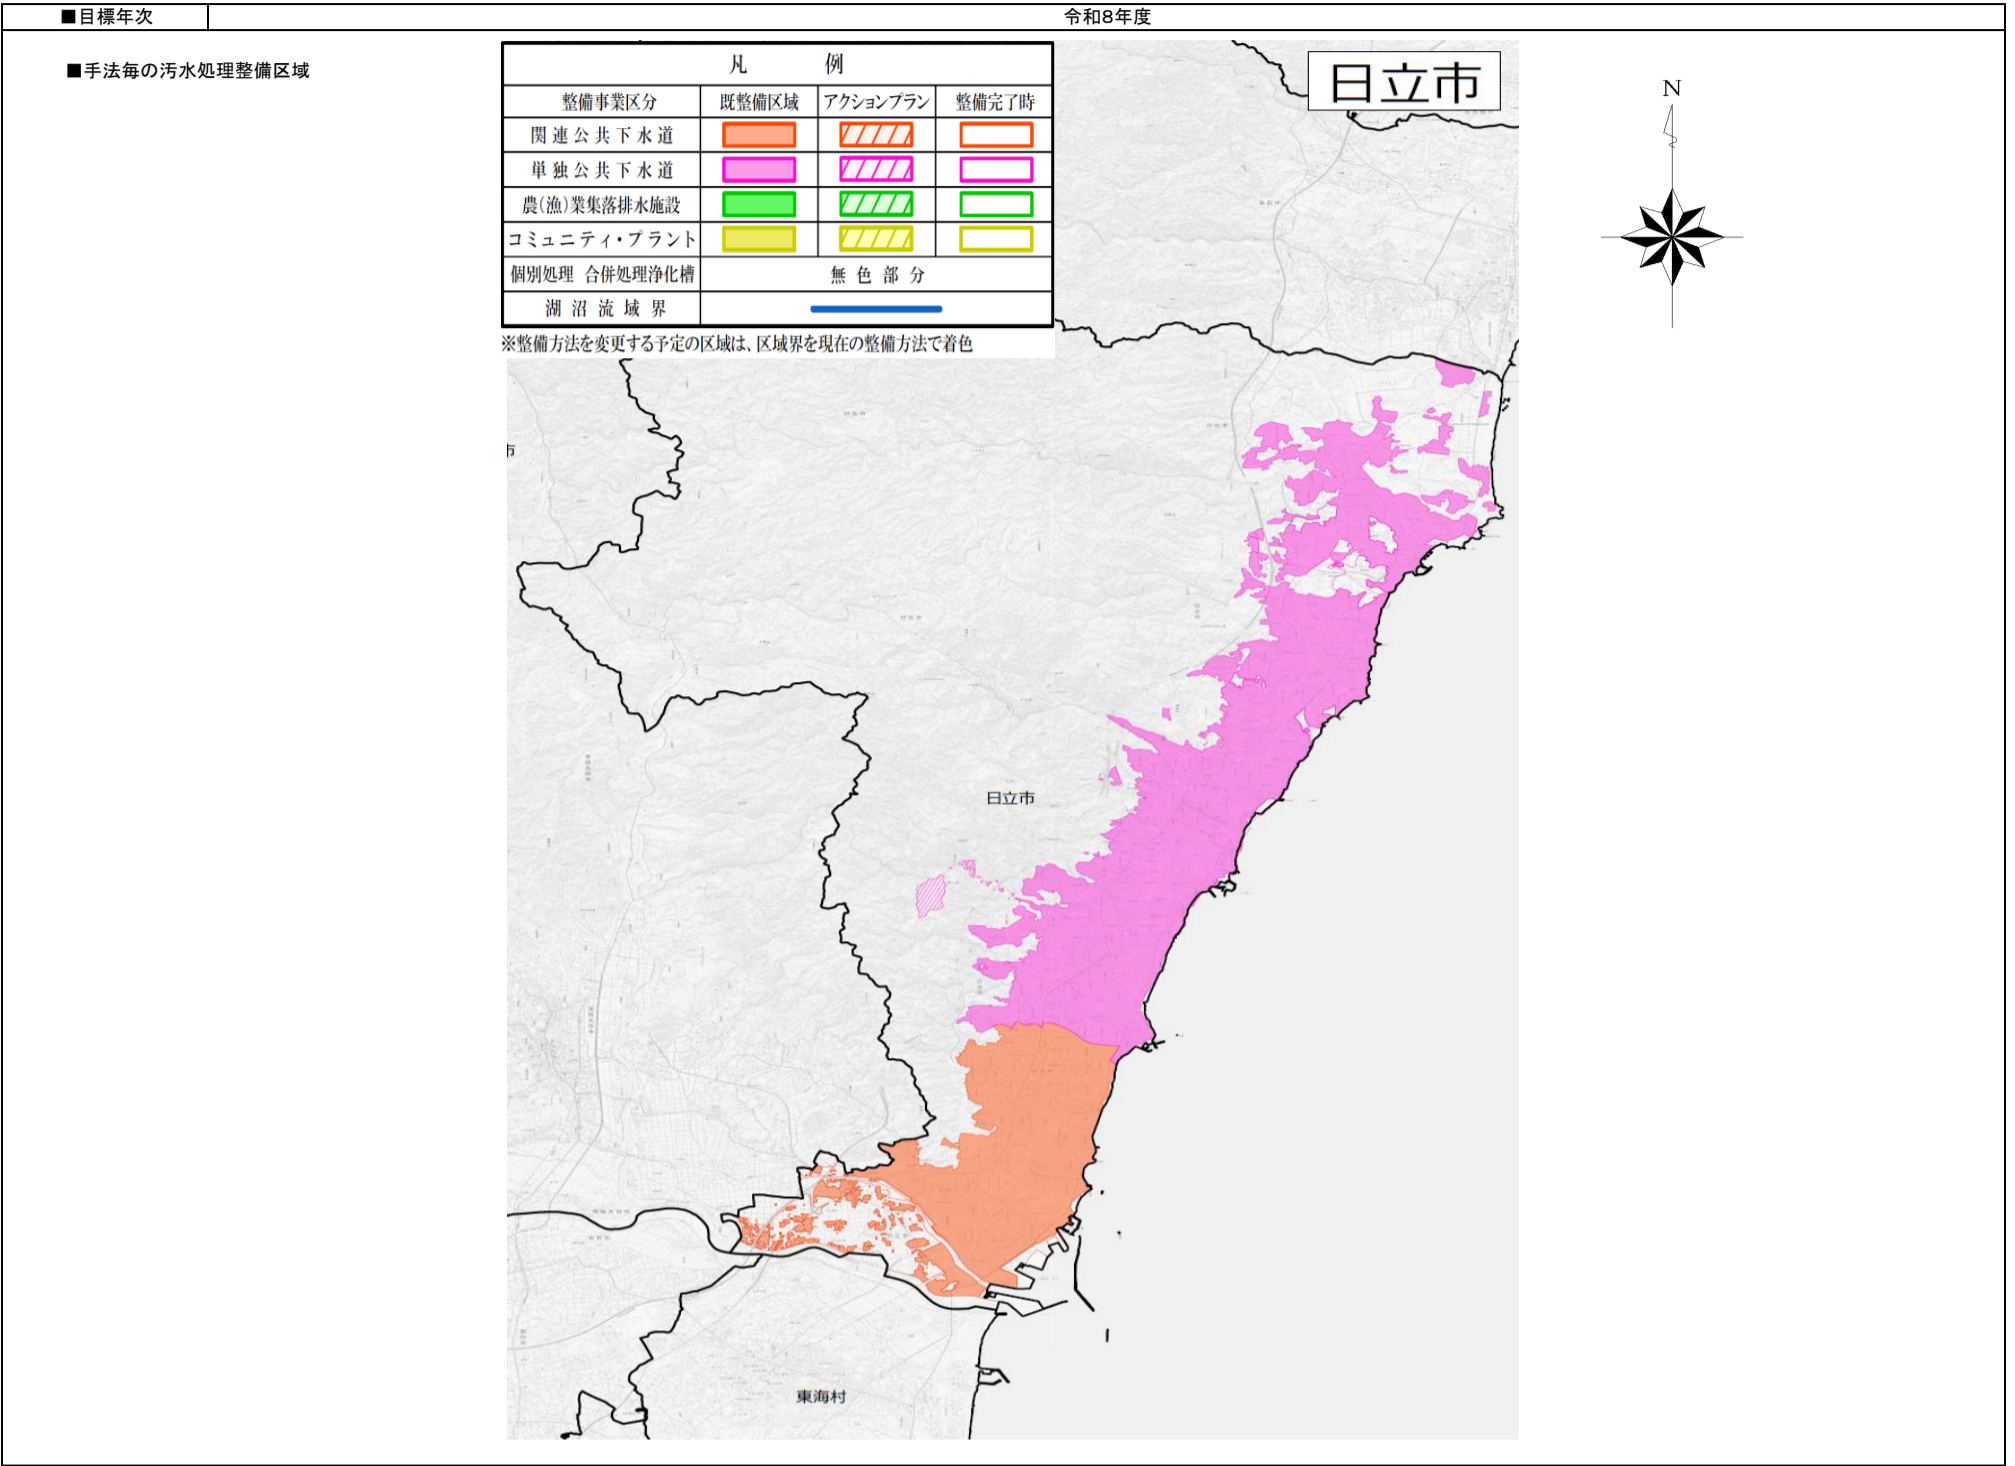 ■目標年次
令和8年度
■手法毎の汚水処理整備区域
凡 例
整備事業区分 既整備区域 アクションプラン 整備完了時
関連公共下水道
単独公共下水道
農(漁)業集落排水施設
コミュニティ・プラント
個別処理 合併処理浄化槽 無色部分
湖沼流域界
※整備方法を変更する予定の区域は、区域界を現在の整備方法で着色
日立市
N
市
日立市
東海村